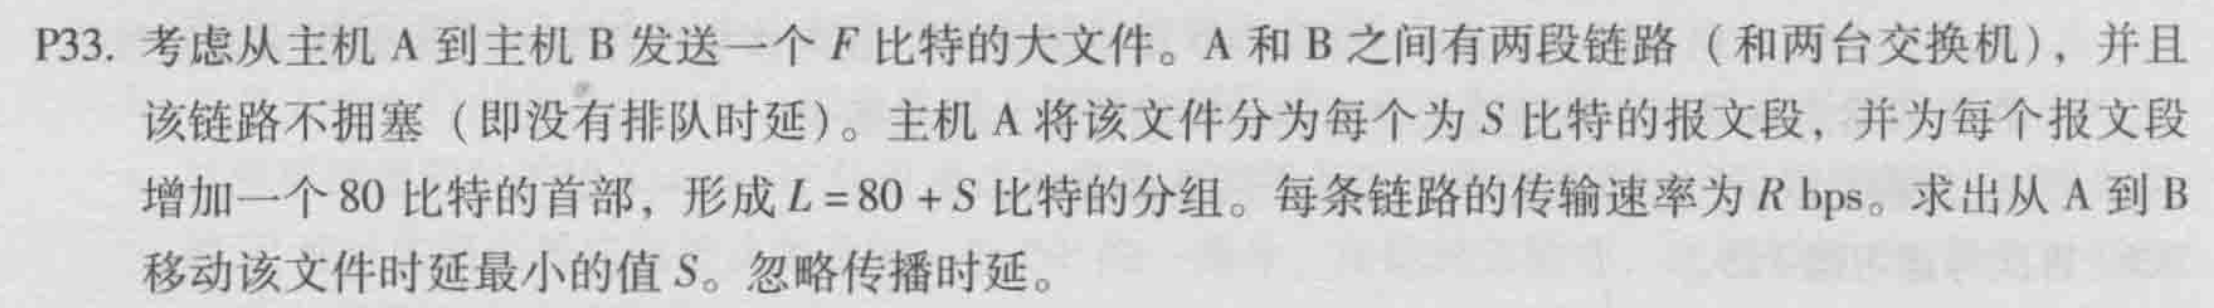 P33. 考虑从主机 A 到主机 B 发送一个 F 比特的大文件。A 和 B 之间有两段链路（和两台交换机），并且
该链路不拥塞（即没有排队时延）。主机 A 将该文件分为每个为 S 比特的报文段，并为每个报文段
增加一个 80 比特的首部，形成 L = 80 + S 比特的分组。每条链路的传输速率为 R bps。求出从 A 到 B
移动该文件时延最小的值 S。忽略传播时延。